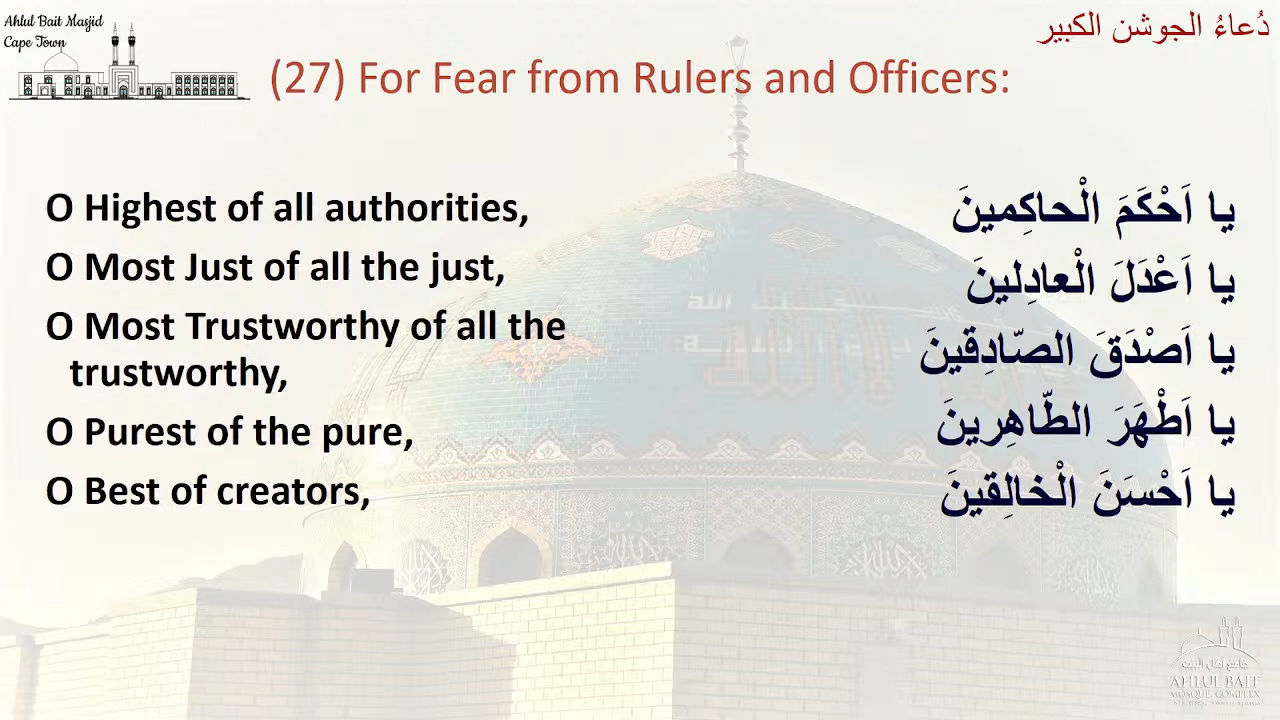 Ahlul Bait Masjid
Cape Town
دُعاءُ الجوشن الكبير
(27) For Fear from Rulers and Officers:
O Highest of all authorities,
يا اَحْكَمَ الْحاكِمينَ
O Most Just of all the just,
يا اَعْدَلَ الْعادِلينَ
O Most Trustworthy of all the
trustworthy,
يا اَصْدَقَ الصّادِقينَ
O Purest of the pure,
يا اَطْهَرَ الطّاهِرينَ
O Best of creators,
يا اَحْسَنَ الْخالِقينَ
جامع اهل البيت
AHLUL BAIT
MOSQUE COMPLEX